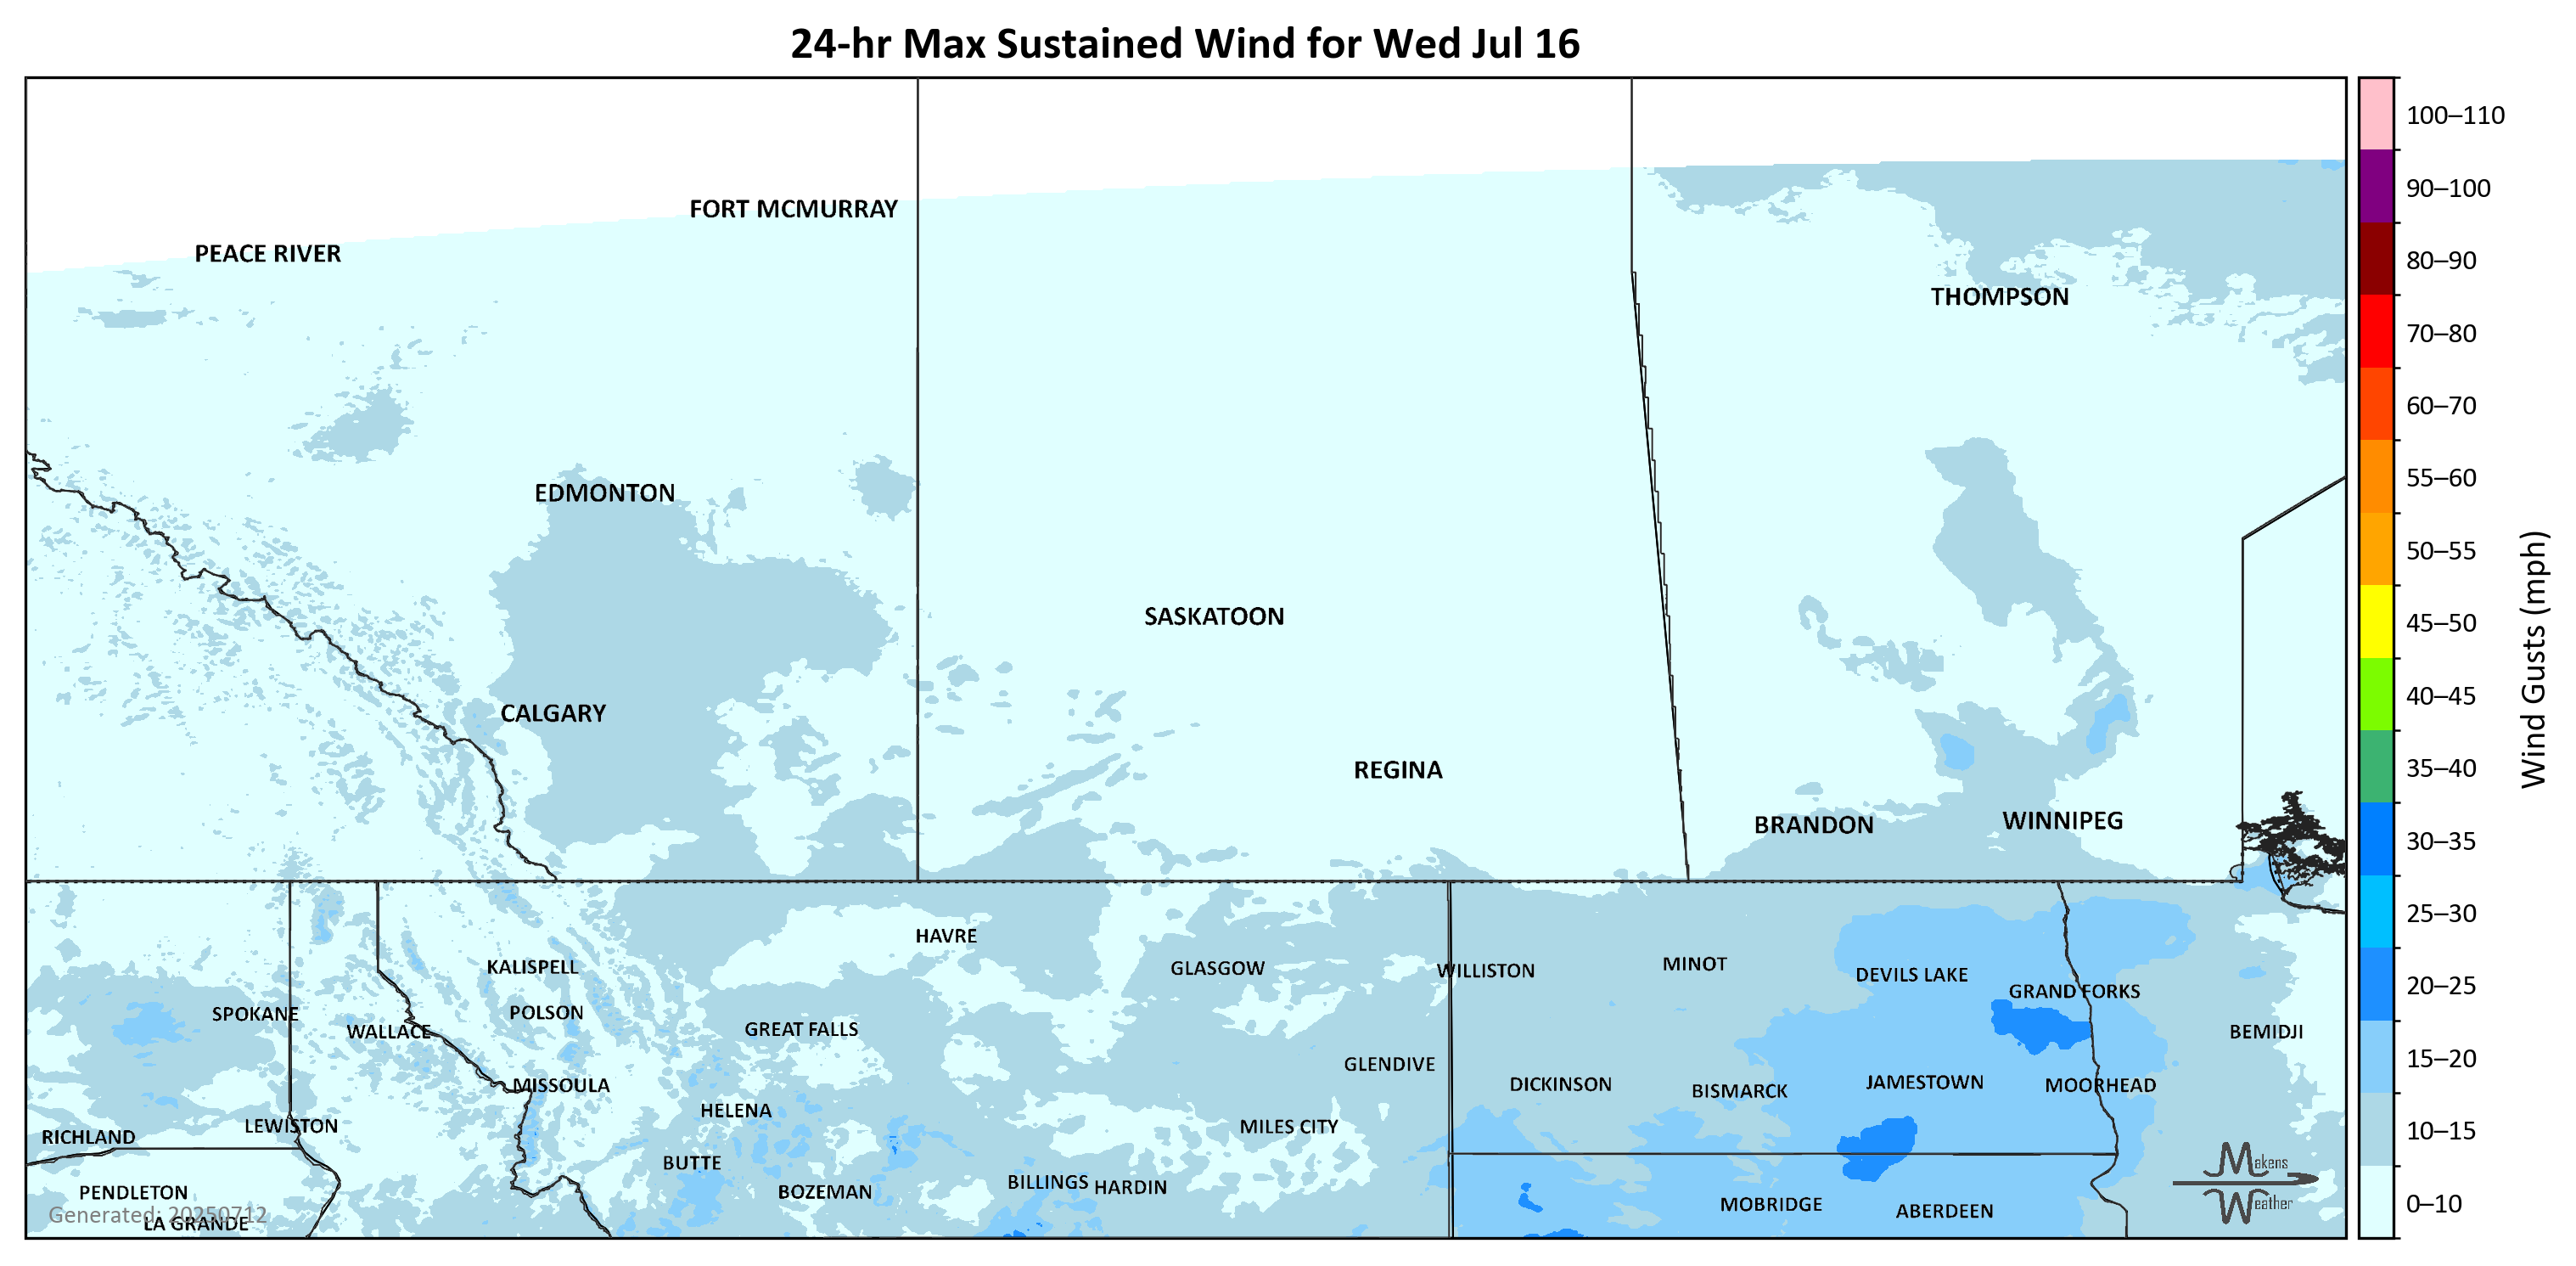 24-hr Max Sustained Wind for Wed Jul 16
100–110
FORT MCMURRAY
90–100
PEACE RIVER
80–90
THOMPSON
70–80
60–70
EDMONTON
55–60
50–55
SASKATOON
45–50
Wind Gusts (mph)
CALGARY
40–45
REGINA
35–40
BRANDON
WINNIPEG
30–35
HAVRE
25–30
KALISPELL
GLASGOW
WILLISTON
MINOT
DEVILS LAKE
20–25
SPOKANE
POLSON
GRAND FORKS
WALLACE
GREAT FALLS
BEMIDJI
GLENDIVE
15–20
MISSOULA
DICKINSON
BISMARCK
JAMESTOWN
MOORHEAD
HELENA
RICHLAND
LEWISTON
MILES CITY
10–15
BUTTE
Makens
PENDLETON
BOZEMAN
BILLINGS
HARDIN
MOBRIDGE
ABERDEEN
Weather
0–10
Generated: 20250712
LA GRANDE